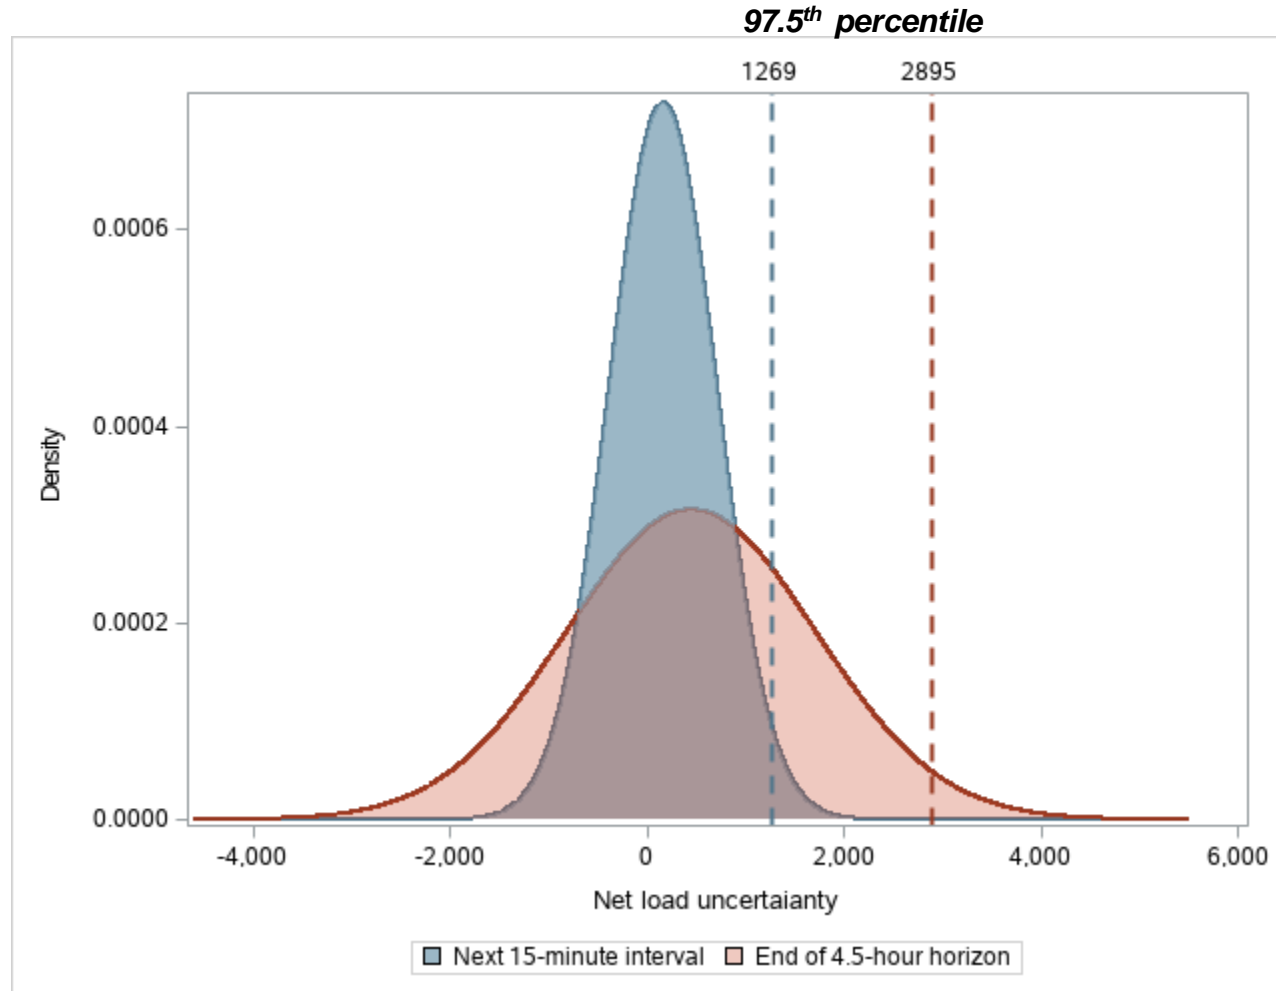 97.5th percentile
1269 2895
0.0006
0.0004
0.0002
0.0000
Density
-4,000 -2,000 0 2,000 4,000 6,000
Net load uncertaianty
Next 15-minute interval End of 4.5-hour horizon